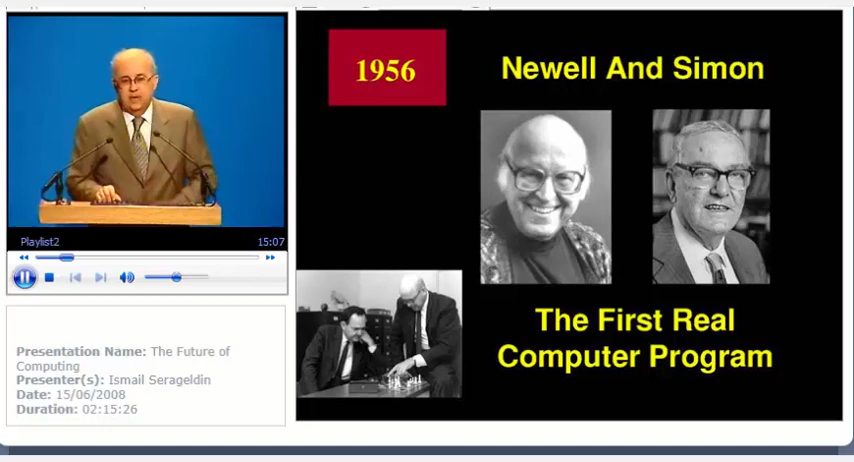 1956
Newell And Simon
The First Real
Computer Program
Playlist2
15:07
Presentation Name: The Future of
Computing
Presenter(s): Ismail Serageldin
Date: 15/06/2008
Duration: 02:15:26